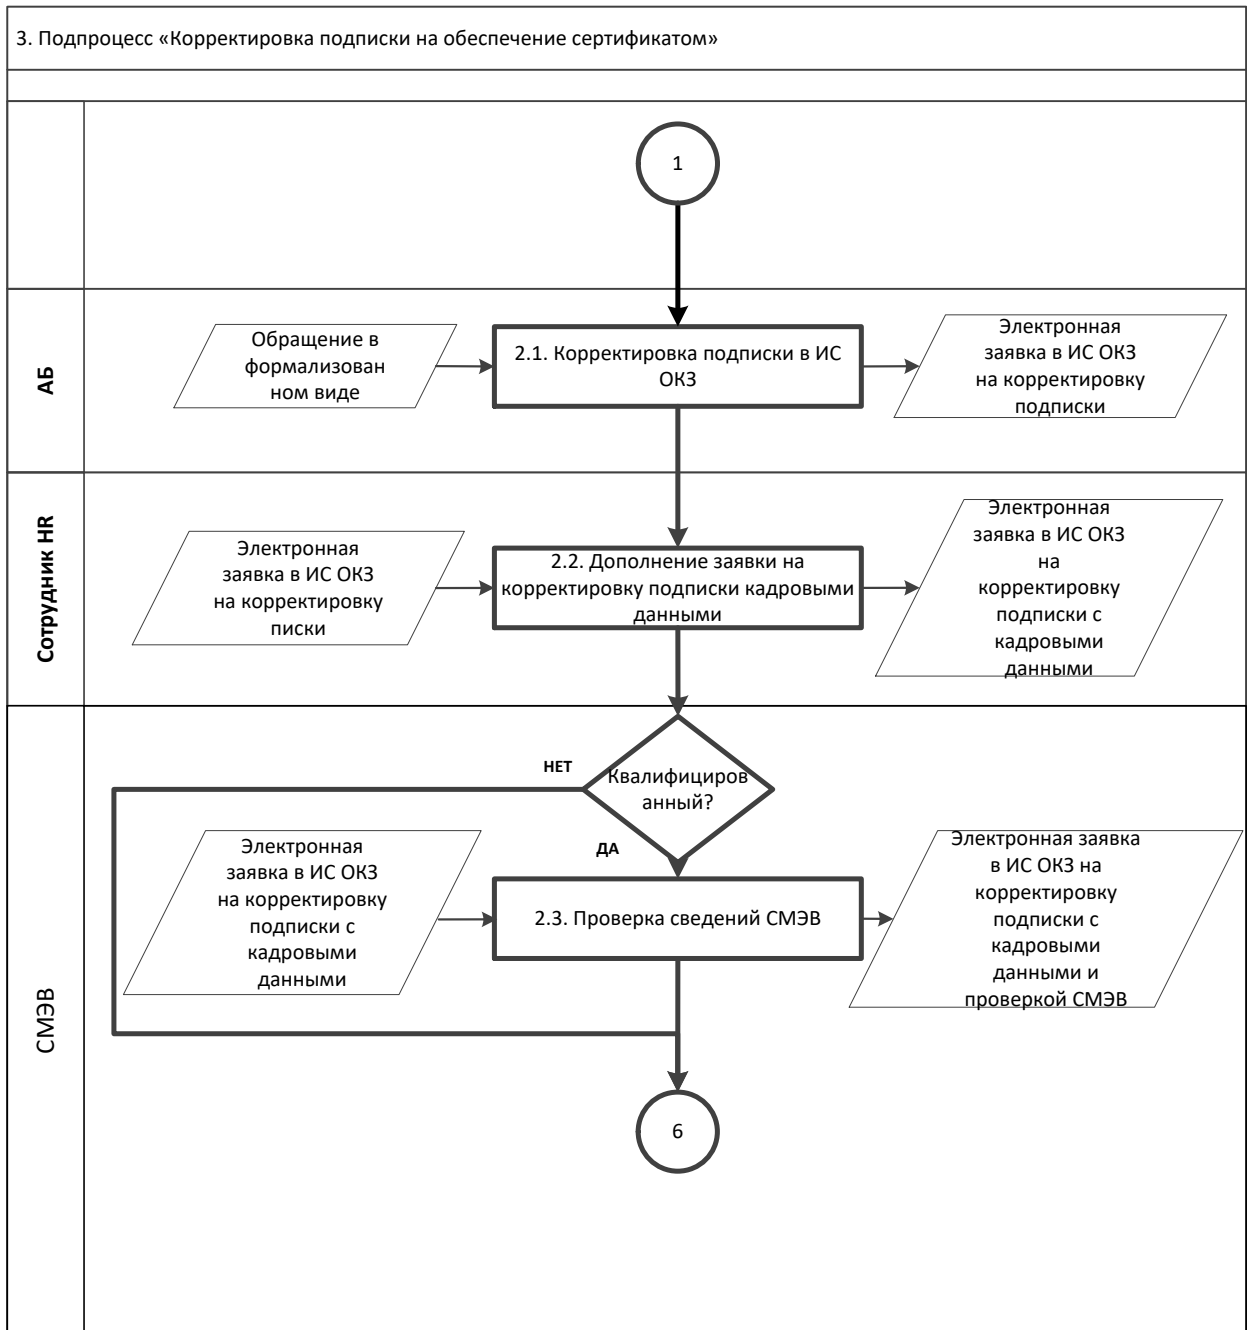 3. Подпроцесс «Корректировка подписки на обеспечение сертификатом»
1
АБ
Обращение в
формализован
ном виде
2.1. Корректировка подписки в ИС
ОКЗ
Электронная
заявка в ИС ОКЗ
на корректировку
подписки
Сотрудник HR
Электронная
заявка в ИС ОКЗ
на корректировку
писки
2.2. Дополнение заявки на
корректировку подписки кадровыми
данными
Электронная
заявка в ИС ОКЗ
на
корректировку
подписки с
кадровыми
данными
СМЭВ
НЕТ
Квалифициров
анный?
ДА
Электронная
заявка в ИС ОКЗ
на корректировку
подписки с
кадровыми
данными
2.3. Проверка сведений СМЭВ
Электронная заявка
в ИС ОКЗ на
корректировку
подписки с
кадровыми
данными и
проверкой СМЭВ
6